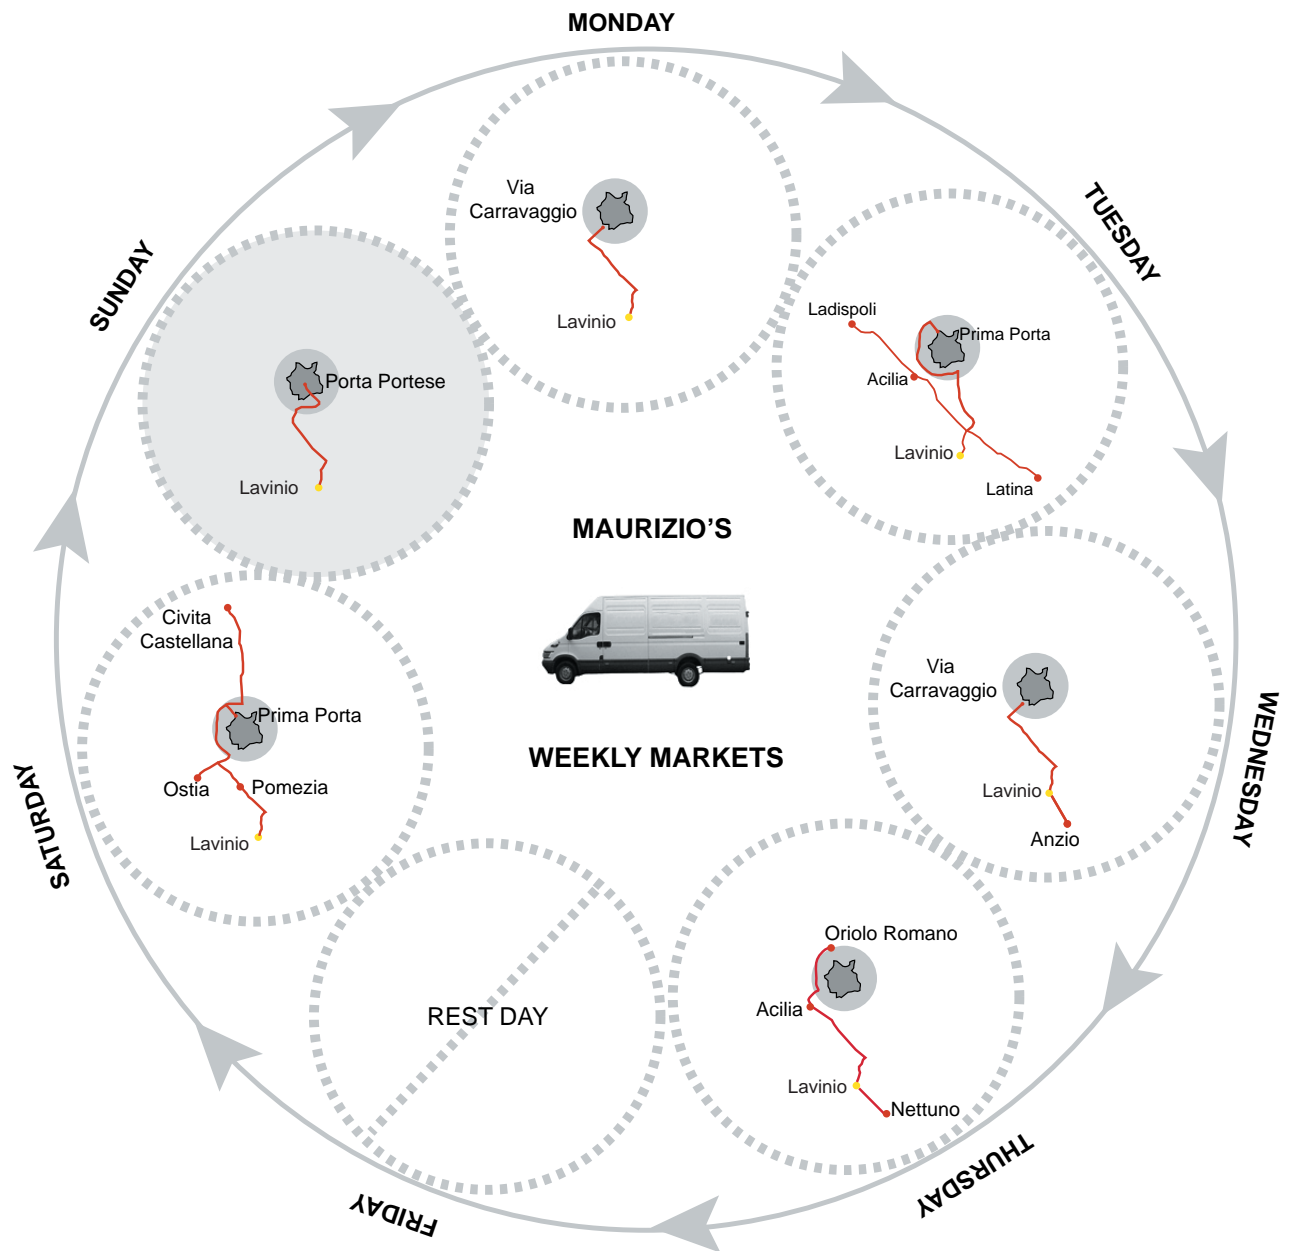 MONDAY
Via
Carravaggio
Lavinio
TUESDAY
Ladispoli
Prima Porta
Acilia
Lavinio
Latina
WEDNESDAY
Via
Carravaggio
Lavinio
Anzio
THURSDAY
Oriolo Romano
Acilia
Lavinio
Nettuno
FRIDAY
REST DAY
SATURDAY
Civita
Castellana
Prima Porta
Ostia
Pomezia
Lavinio
SUNDAY
Porta Portese
Lavinio
MAURIZIO'S
WEEKLY MARKETS